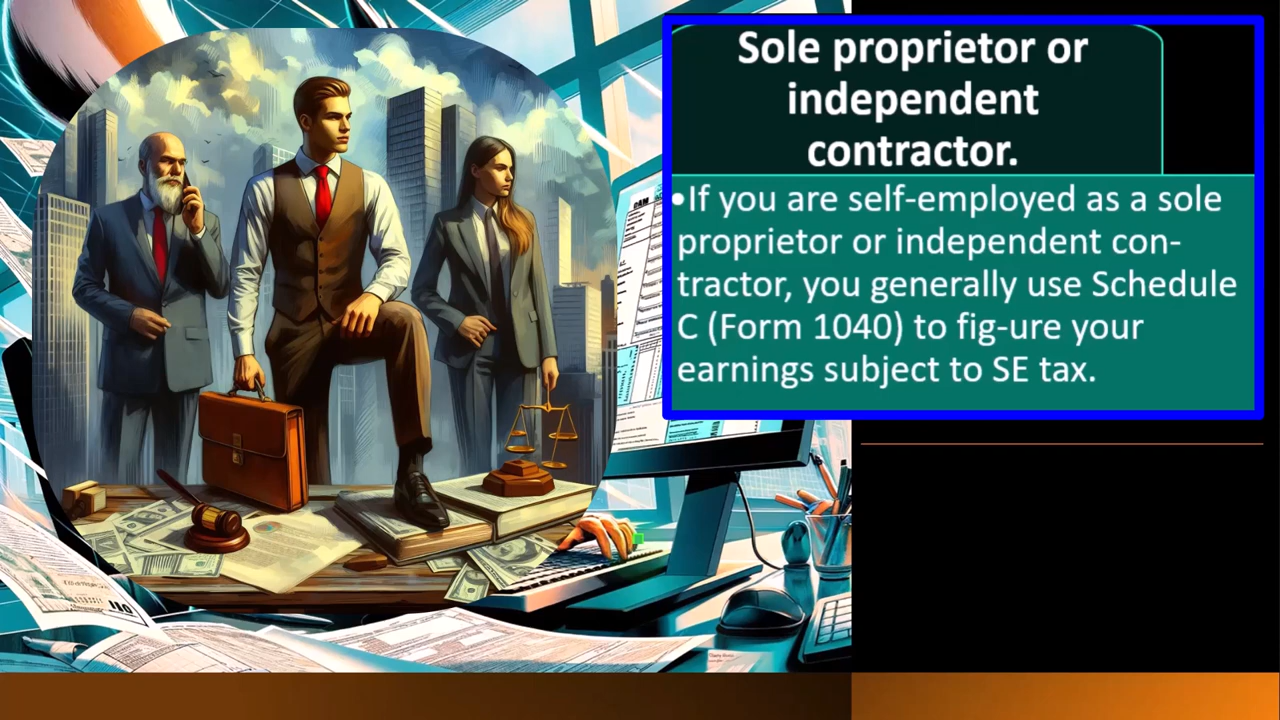 Sole proprietor or
independent
contractor.
•If you are self-employed as a sole
proprietor or independent con-
tractor, you generally use Schedule
C (Form 1040) to fig-ure your
earnings subject to SE tax.